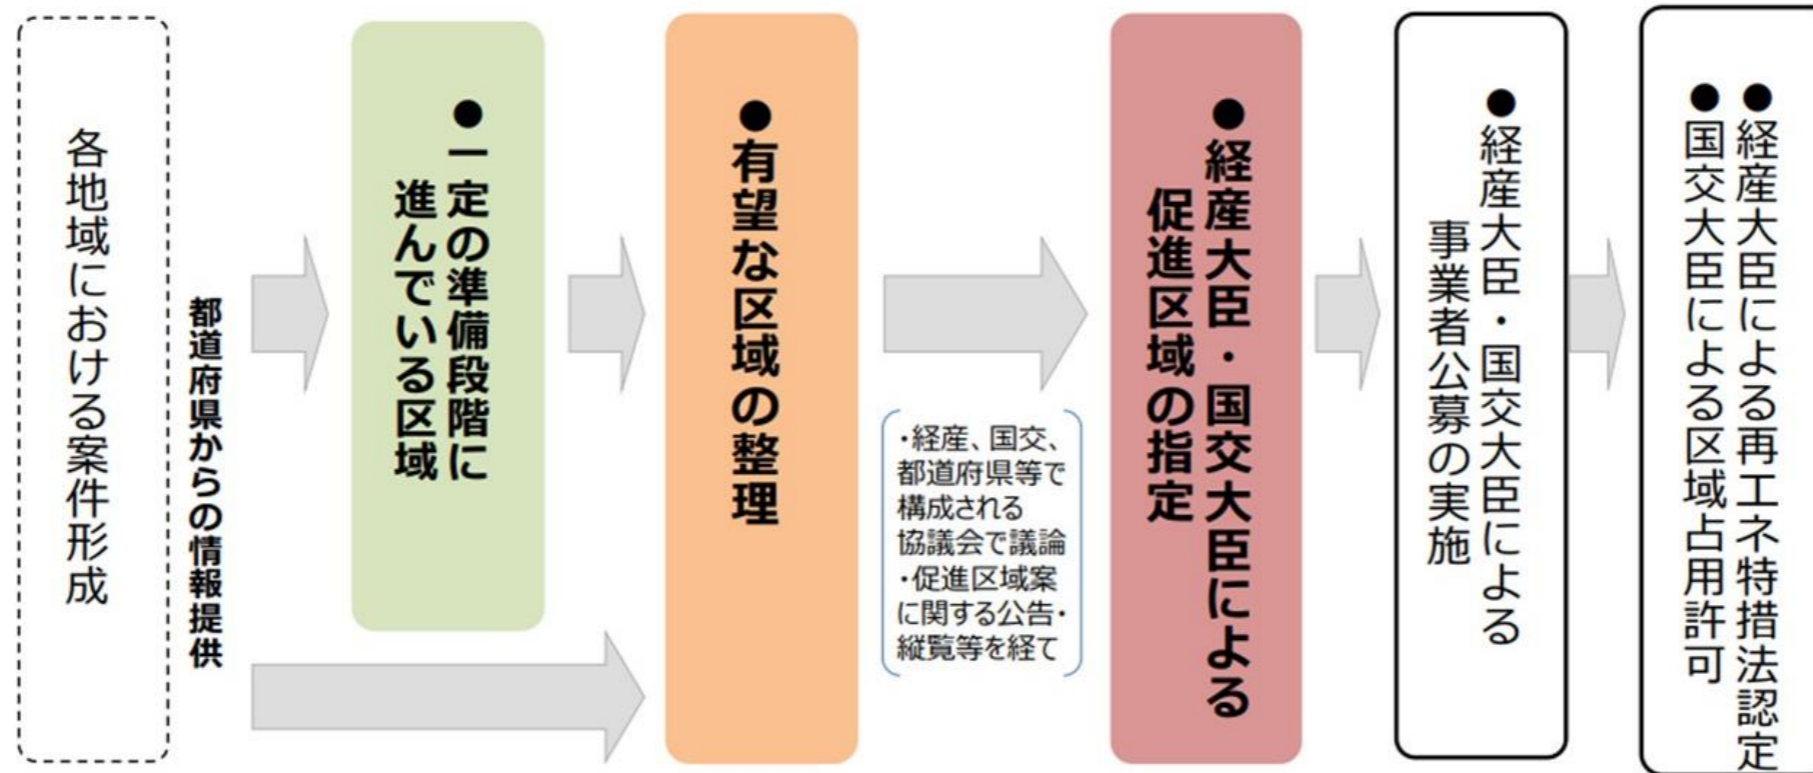 各地域における案件形成
都道府県からの情報提供
●一定の準備段階に
進んでいる区域
●有望な区域の整理
・経産、国交、
都道府県等で
構成される
協議会で議論
・促進区域案
に関する公告・
縦覧等を経て
●経産大臣・国交大臣による
促進区域の指定
●経産大臣・国交大臣による
事業者公募の実施
●経産大臣による再エネ特措法認定
●国交大臣による区域占用許可